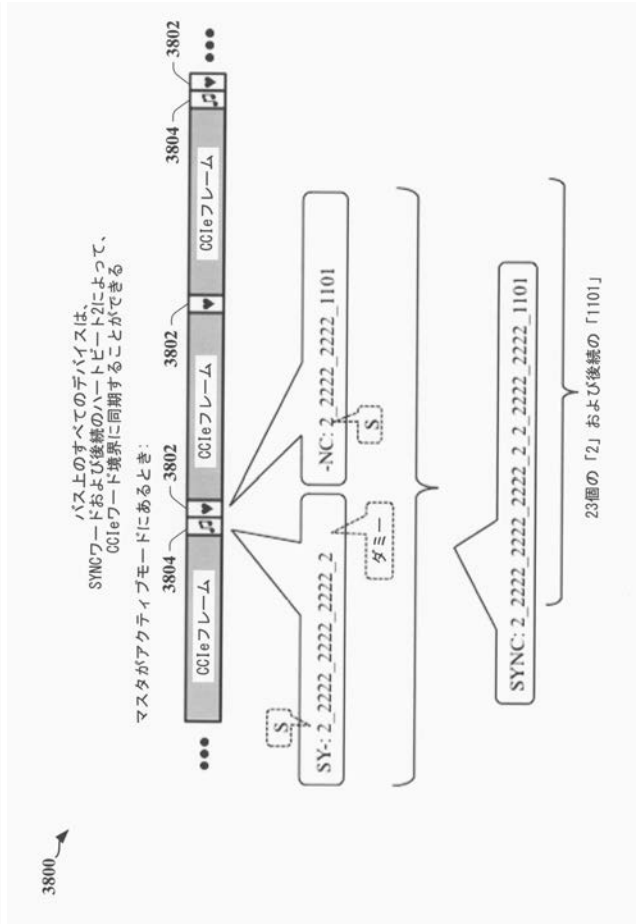 3800
バス上のすべてのデバイスは、
SYNCワードおよび後続のハートビート2によって、
CCIeワード境界に同期することができる
マスタがアクティブモードにあるとき:
3804
3802
3802
3804
3802
●●● CCIeフレーム ♫ ♥ CCIeフレーム ♥ CCIeフレーム ♫ ♥ ●●●
S
SY-: 2_2222_2222_2222_2
ダミー
-NC: 2_2222_2222_1101
S
SYNC: 2_2222_2222_2222_2_2_2222_2222_1101
23個の「2」および後続の「1101」